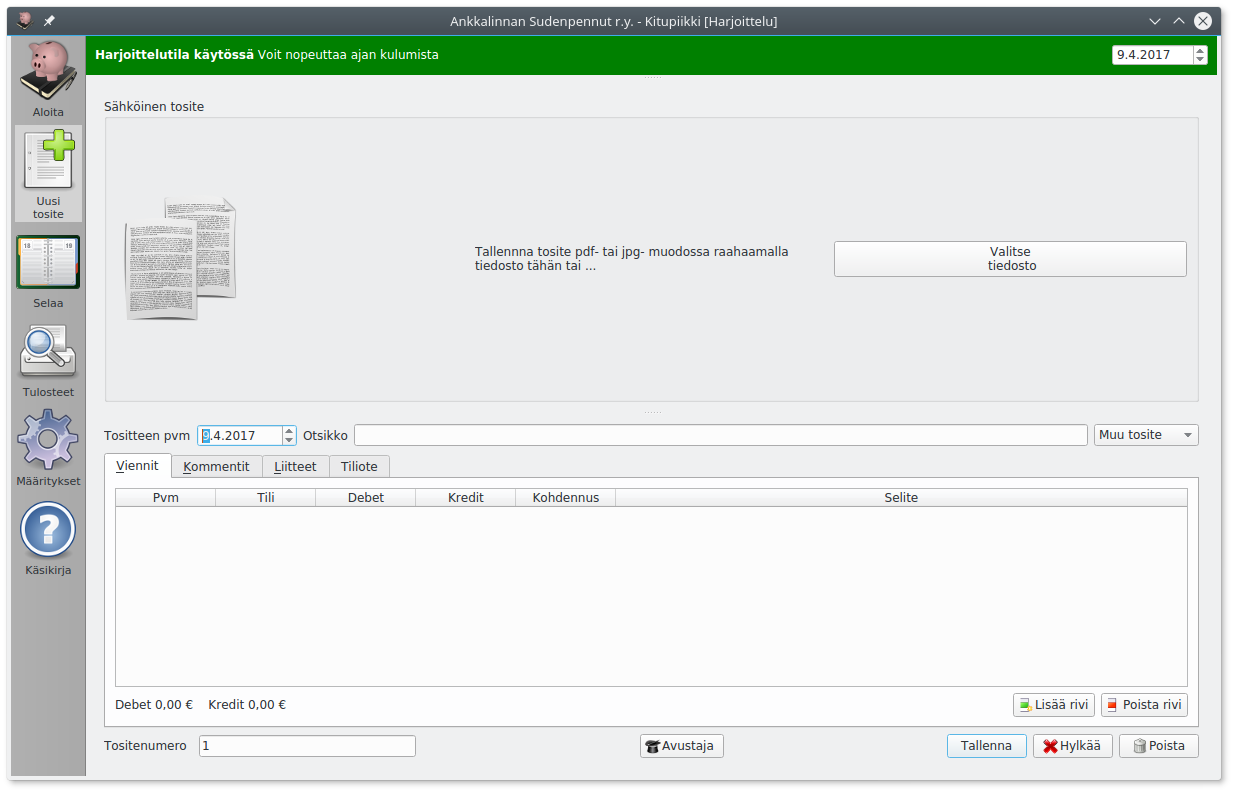 Ankkalinnan Sudenpennut r.y. - Kitupiikki [Harjoittelu]
Harjoittelutila käytössä Voit nopeuttaa ajan kulumista
9.4.2017
Aloita
Uusi
tosite
18 19
Selaa
Tulosteet
Määritykset
Käsikirja
Sähköinen tosite
Tallennna tosite pdf- tai jpg- muodossa raahaamalla
tiedosto tähän tai ...
Valitse
tiedosto
Tositteen pvm 9.4.2017 Otsikko Muu tosite
Viennit Kommentit Liitteet Tiliote
Pvm Tili Debet Kredit Kohdennus Selite
Debet 0,00 € Kredit 0,00 € Lisää rivi Poista rivi
Tositenumero 1 Avustaja Tallenna Hylkää Poista